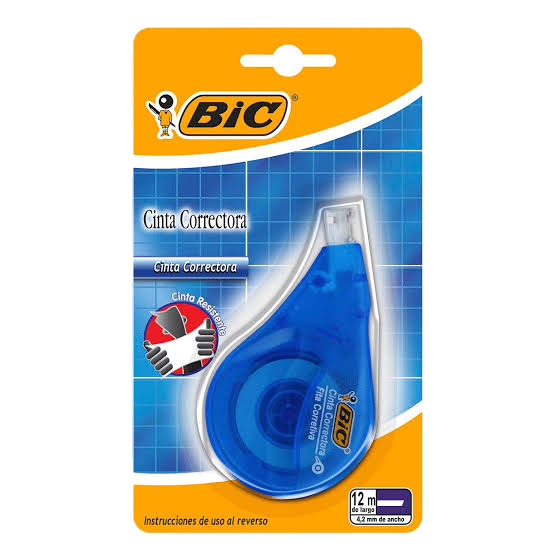 BiC®
Cinta Correctora
Cinta Correctora
Cinta Resistente
BiC
Cinta Correctora
Fita Corretiva
12 m
de largo
4,2 mm de ancho
Instrucciones de uso al reverso